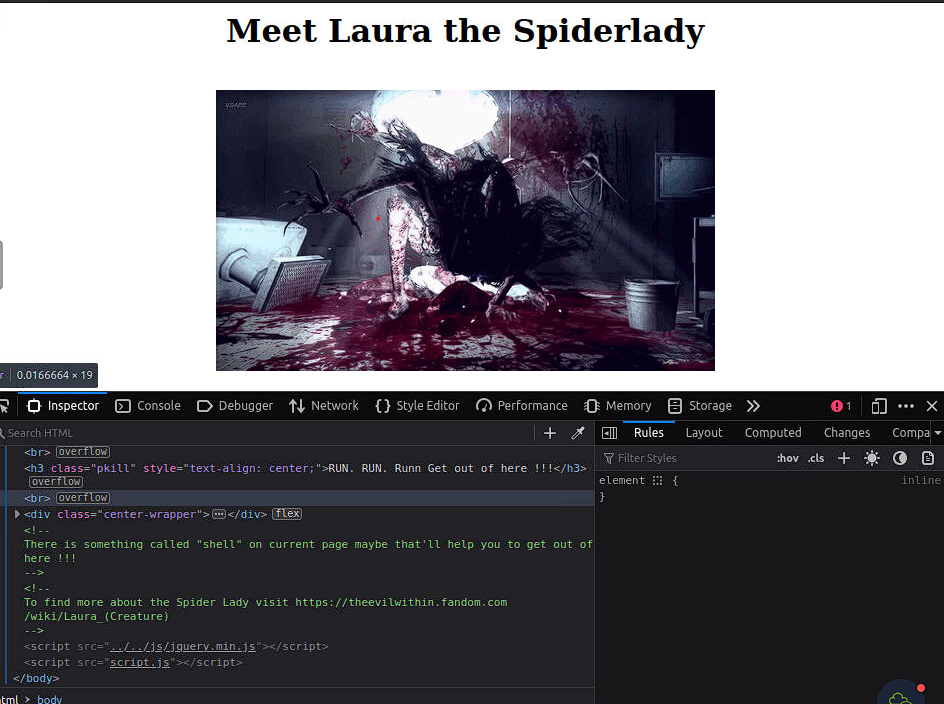 Meet Laura the Spiderlady
VGAEE
r | 0.0166664 × 19
Inspector Console Debugger Network Style Editor Performance Memory Storage 1
Search HTML
Rules Layout Computed Changes Compa
Filter Styles :hov .cls
<br> overflow
<h3 class="pkill" style="text-align: center;">RUN. RUN. Runn Get out of here !!!</h3>
overflow
<br> overflow
<div class="center-wrapper"> </div> flex
<!--
There is something called "shell" on current page maybe that'll help you to get out of
here !!!
-->
<!--
To find more about the Spider Lady visit https://theevilwithin.fandom.com
/wiki/Laura_(Creature)
-->
<script src="../../js/jquery.min.js"></script>
<script src="script.js"></script>
</body>
element { inline
}
tml > body